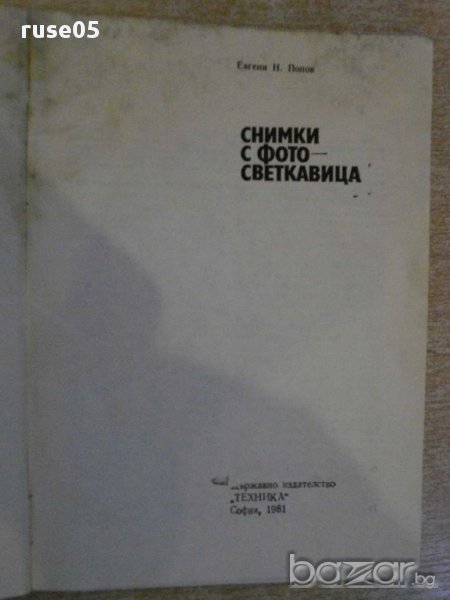 ruse05
Евгени Н. Попов
СНИМКИ
С ФОТО—
СВЕТКАВИЦА
Държавно издателство
„ТЕХНИКА“
София, 1981
bazar.bg